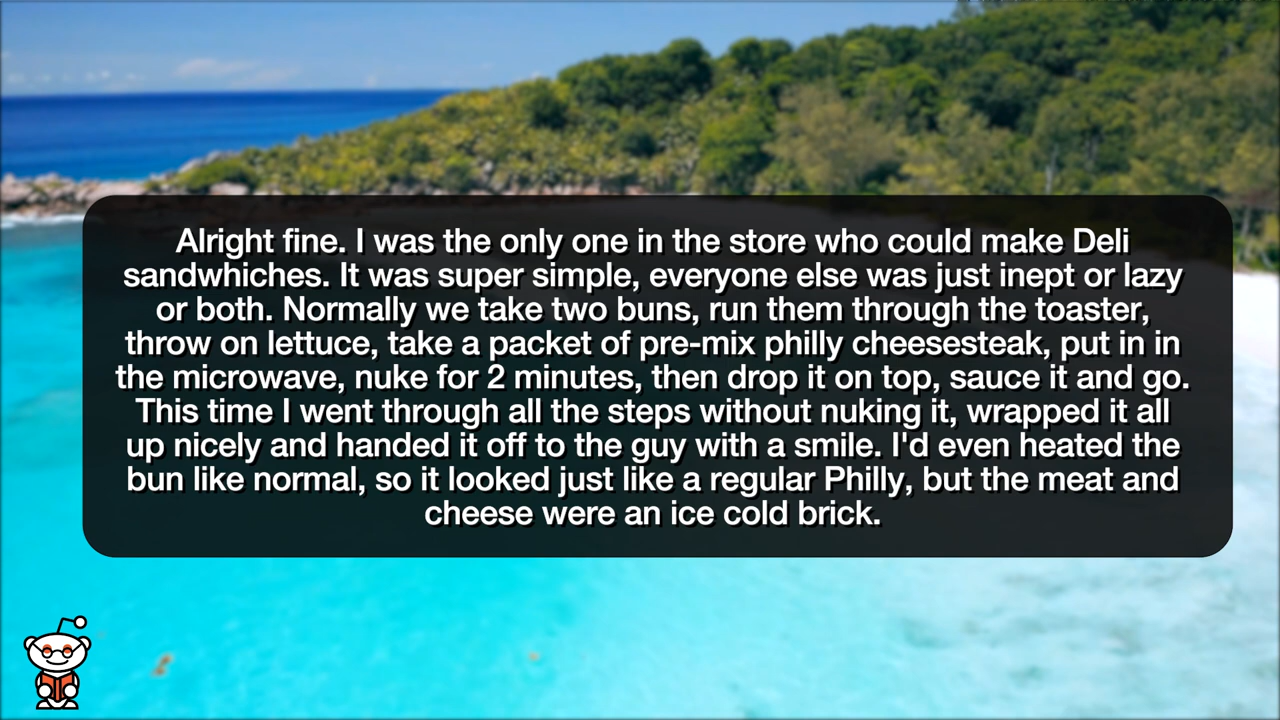 Alright fine. I was the only one in the store who could make Deli
sandwhiches. It was super simple, everyone else was just inept or lazy
or both. Normally we take two buns, run them through the toaster,
throw on lettuce, take a packet of pre-mix philly cheesesteak, put in in
the microwave, nuke for 2 minutes, then drop it on top, sauce it and go.
This time I went through all the steps without nuking it, wrapped it all
up nicely and handed it off to the guy with a smile. I'd even heated the
bun like normal, so it looked just like a regular Philly, but the meat and
cheese were an ice cold brick.